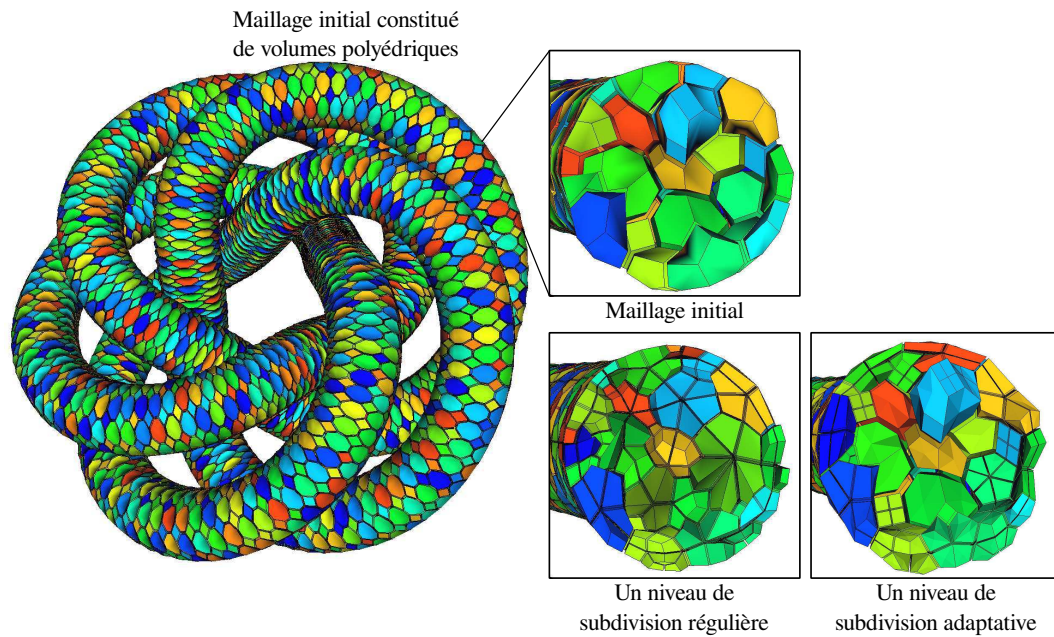 Maillage initial constitué
de volumes polyédriques
Maillage initial
Un niveau de
subdivision régulière
Un niveau de
subdivision adaptative